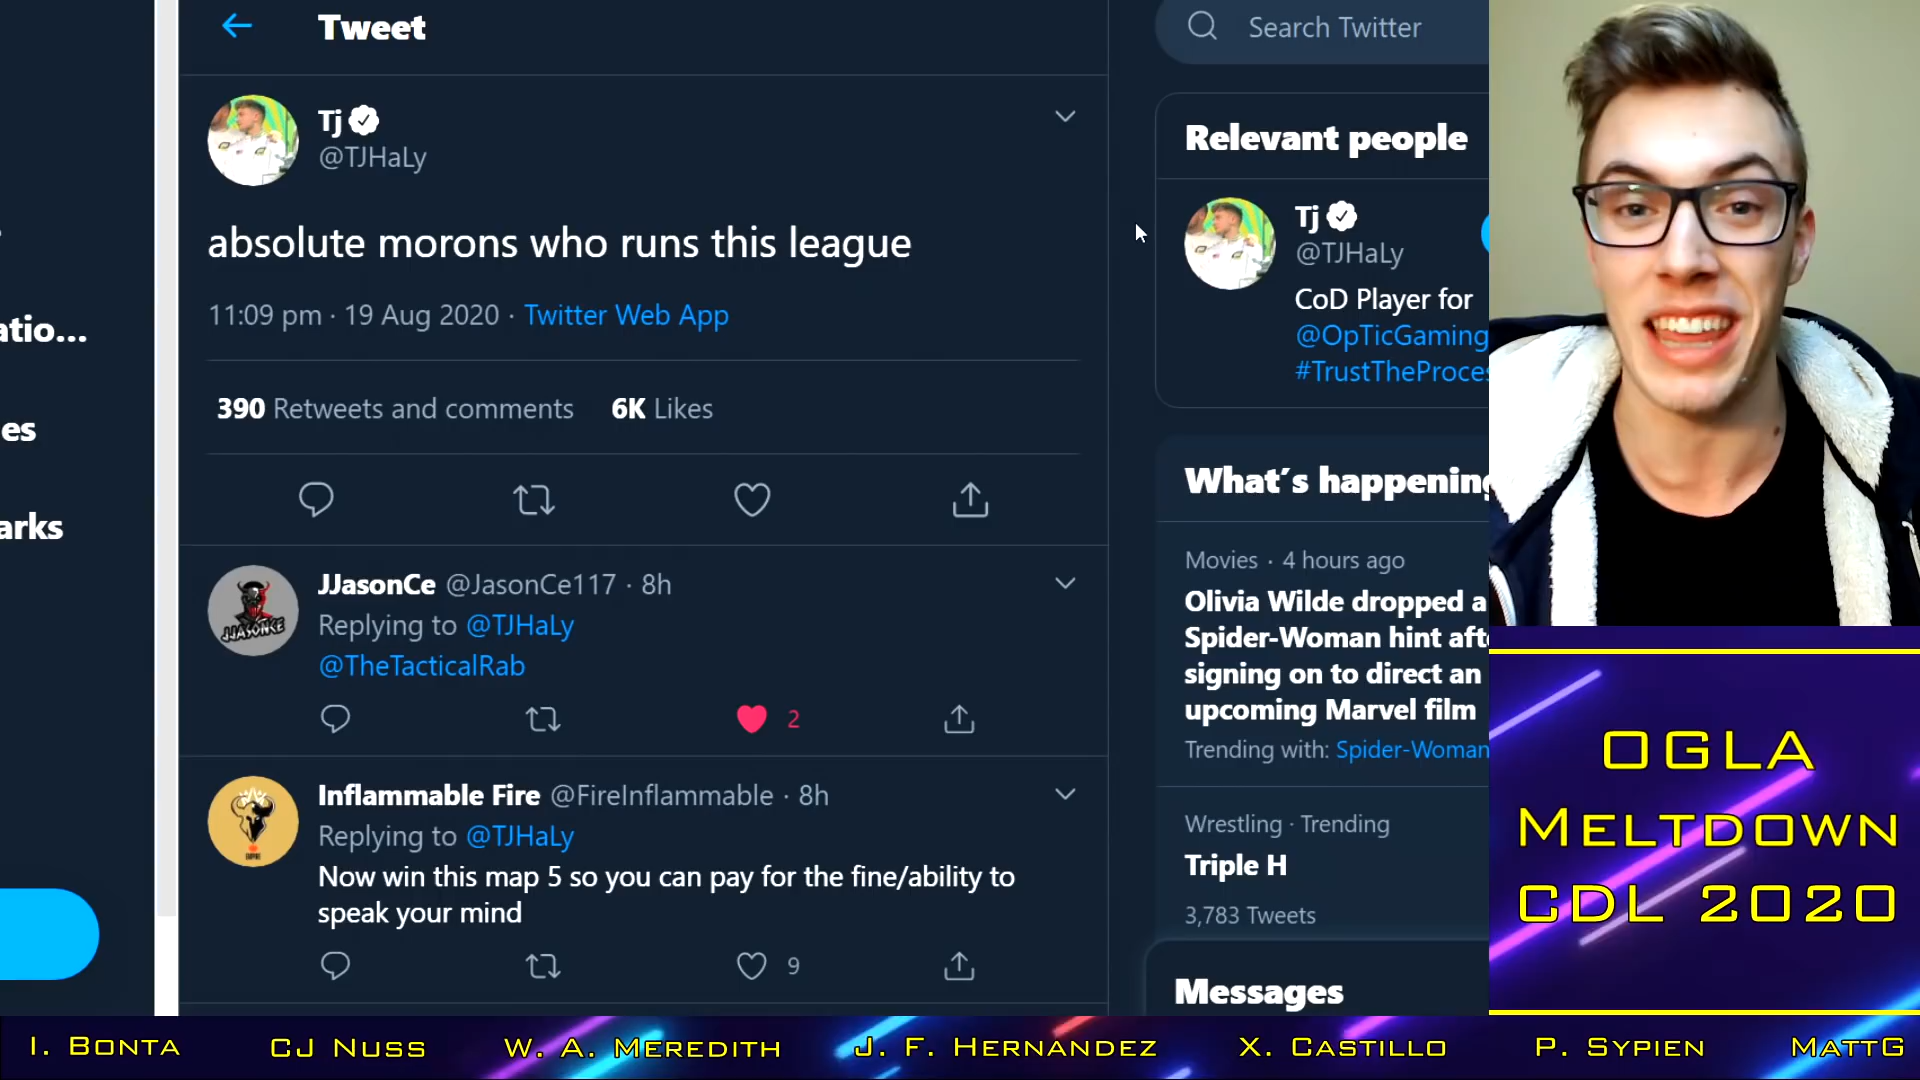 Tweet
Search Twitter
Tj
@TJHaLy
absolute morons who runs this league
11:09 pm · 19 Aug 2020 · Twitter Web App
390 Retweets and comments 6K Likes
JJasonCe @JasonCe117 · 8h
Replying to @TJHaLy
@TheTacticalRab
2
JJASONCE
Inflammable Fire @FireInflammable · 8h
Replying to @TJHaLy
Now win this map 5 so you can pay for the fine/ability to
speak your mind
9
EMPIRE
atio...
es
arks
Relevant people
Tj
@TJHaLy
CoD Player for
@OpTicGaming
#TrustTheProces
What's happening
Movies · 4 hours ago
Olivia Wilde dropped a
Spider-Woman hint afte
signing on to direct an
upcoming Marvel film
Trending with: Spider-Woman
Wrestling · Trending
Triple H
3,783 Tweets
Messages
OGLA
MELTDOWN
CDL 2020
I. BONTA CJ NUSS W. A. MEREDITH J. F. HERNANDEZ X. CASTILLO P. SYPIEN MATTG